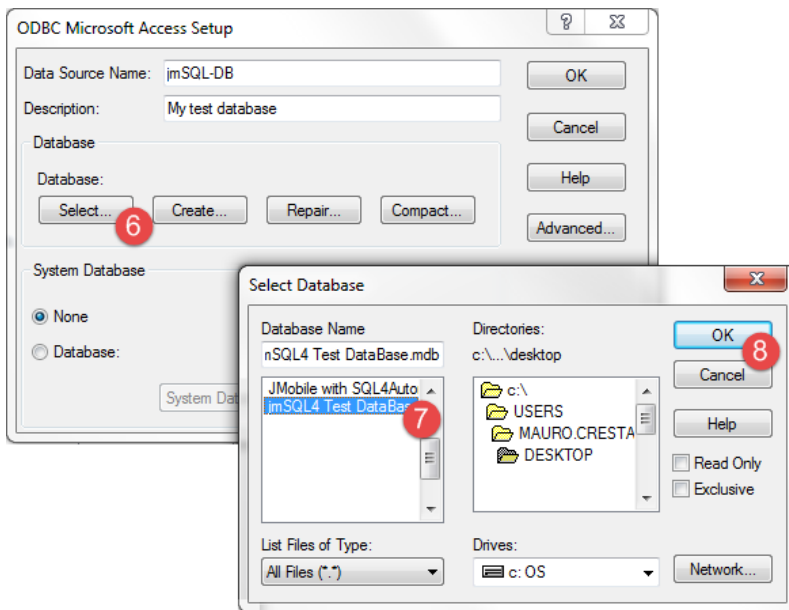 ODBC Microsoft Access Setup
Data Source Name: jmSQL-DB
OK
Description: My test database
Cancel
Database
Database:
Help
Select... Create... Repair... Compact...
6
Advanced...
System Database
None
Database:
System Dat
Select Database
Database Name
nSQL4 Test DataBase.mdb
JMobile with SQL4Auto
jmSQL4 Test DataBas
7
List Files of Type:
All Files (*.*)
Directories:
c:\...\desktop
c:\
USERS
MAURO.CRESTA
DESKTOP
Drives:
c: OS
OK
8
Cancel
Help
Read Only
Exclusive
Network...